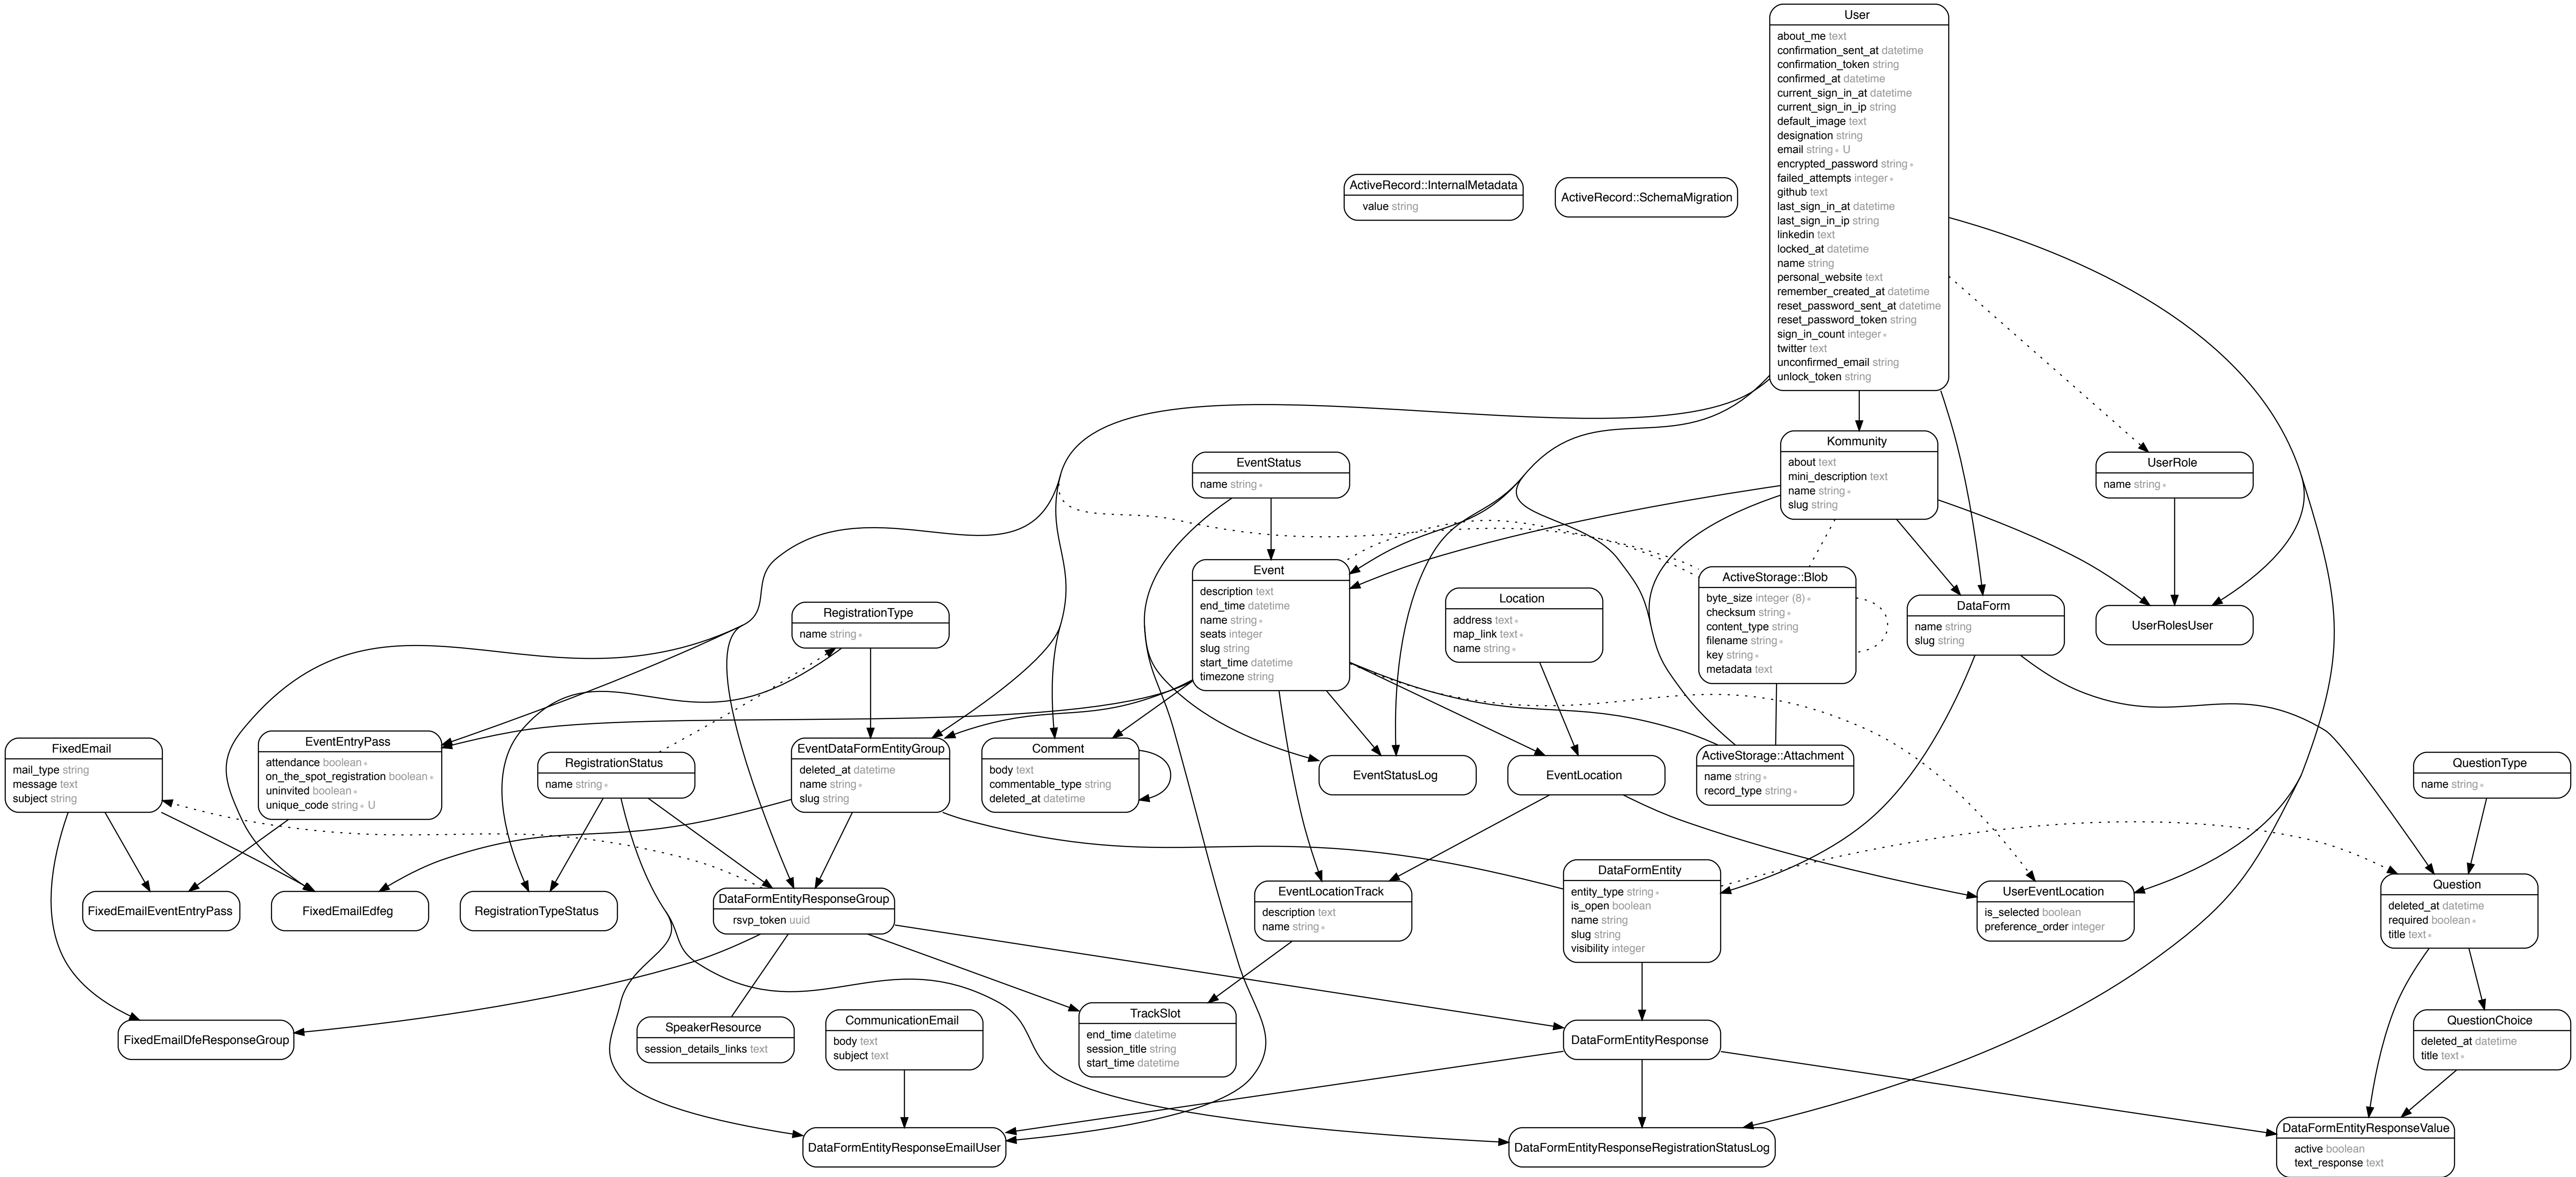 User
about_me text
confirmation_sent_at datetime
confirmation_token string
confirmed_at datetime
current_sign_in_at datetime
current_sign_in_ip string
default_image text
designation string
email string * U
encrypted_password string *
failed_attempts integer *
github text
last_sign_in_at datetime
last_sign_in_ip string
linkedin text
locked_at datetime
name string
personal_website text
remember_created_at datetime
reset_password_sent_at datetime
reset_password_token string
sign_in_count integer *
twitter text
unconfirmed_email string
unlock_token string
ActiveRecord::InternalMetadata
value string
ActiveRecord::SchemaMigration
Kommunity
about text
mini_description text
name string *
slug string
EventStatus
name string *
UserRole
name string *
Event
description text
end_time datetime
name string *
seats integer
slug string
start_time datetime
timezone string
Location
address text *
map_link text *
name string *
ActiveStorage::Blob
byte_size integer (8) *
checksum string *
content_type string
filename string *
key string *
metadata text
DataForm
name string
slug string
UserRolesUser
RegistrationType
name string *
FixedEmail
mail_type string
message text
subject string
EventEntryPass
attendance boolean *
on_the_spot_registration boolean *
uninvited boolean *
unique_code string * U
RegistrationStatus
name string *
EventDataFormEntityGroup
deleted_at datetime
name string *
slug string
Comment
body text
commentable_type string
deleted_at datetime
EventStatusLog
EventLocation
ActiveStorage::Attachment
name string *
record_type string *
QuestionType
name string *
FixedEmailEventEntryPass
FixedEmailEdfeg
RegistrationTypeStatus
DataFormEntityResponseGroup
rsvp_token uuid
EventLocationTrack
description text
name string *
DataFormEntity
entity_type string *
is_open boolean
name string
slug string
visibility integer
UserEventLocation
is_selected boolean
preference_order integer
Question
deleted_at datetime
required boolean *
title text *
FixedEmailDfeResponseGroup
SpeakerResource
session_details_links text
CommunicationEmail
body text
subject text
TrackSlot
end_time datetime
session_title string
start_time datetime
DataFormEntityResponse
QuestionChoice
deleted_at datetime
title text *
DataFormEntityResponseEmailUser
DataFormEntityResponseRegistrationStatusLog
DataFormEntityResponseValue
active boolean
text_response text